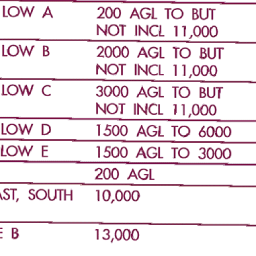 LOW A 200 AGL TO BUT
NOT INCL 11,000
LOW B 2000 AGL TO BUT
NOT INCL 11,000
LOW C 3000 AGL TO BUT
NOT INCL 11,000
LOW D 1500 AGL TO 6000
LOW E 1500 AGL TO 3000
200 AGL
AST, SOUTH 10,000
E B 13,000